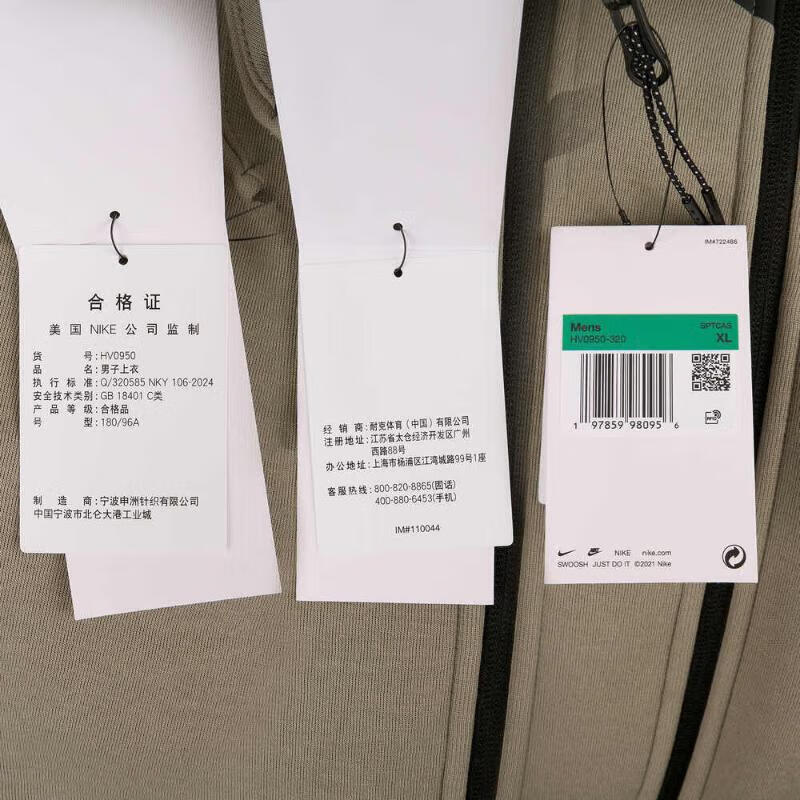 合格证
美国 NIKE 公司监制
货 号:HV0950
品 名:男子上衣
执行标准:Q/320585 NKY 106-2024
安全技术类别:GB 18401 C类
产品等级:合格品
号 型:180/96A
制造商:宁波申洲针织有限公司
中国宁波市北仑大港工业城
经销商:耐克体育（中国）有限公司
注册地址:江苏省太仓经济开发区广州
西路88号
办公地址:上海市杨浦区江湾城路99号1座
客服热线:800-820-8865(固话)
400-880-6453(手机)
IM#110044
IM#722486
Mens
SPTCAS
HV0950-320
XL
1 97859 98095 6
NIKE nike.com
SWOOSH JUST DO IT ©2021 Nike